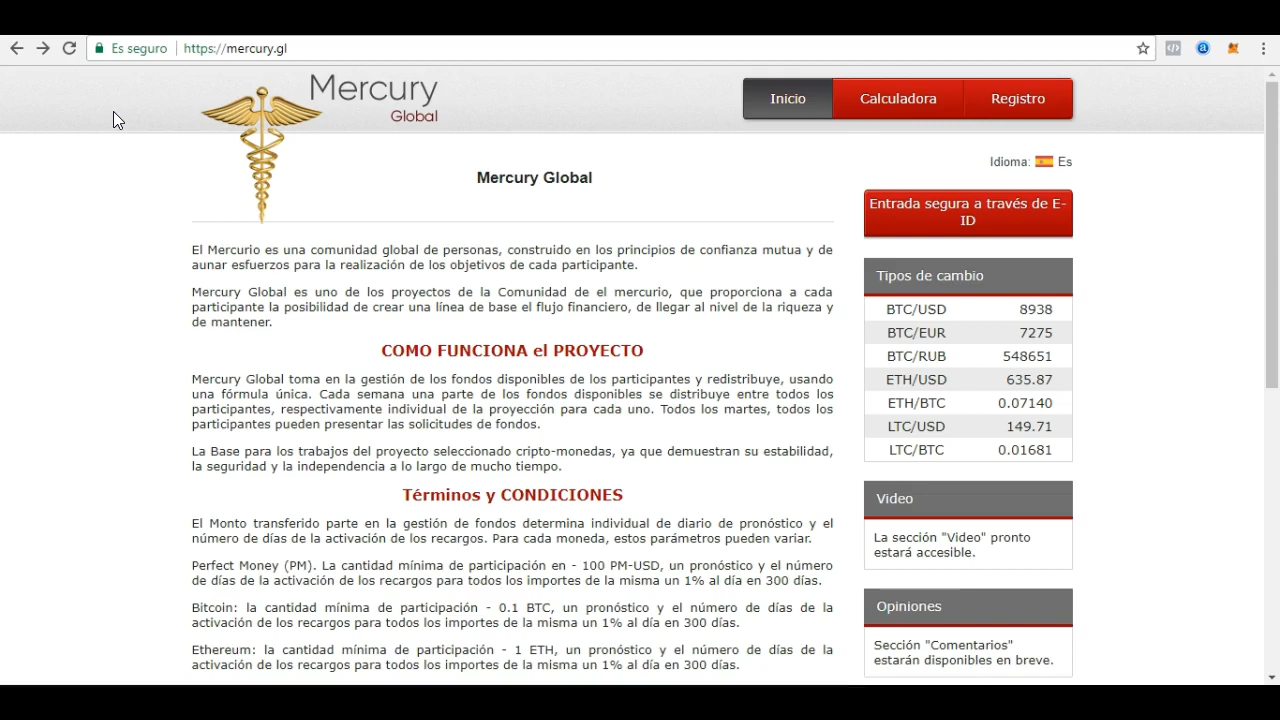 Es seguro
https://mercury.gl
Mercury
Global
Inicio
Calculadora
Registro
Idioma: Es
Mercury Global
El Mercurio es una comunidad global de personas, construido en los principios de confianza mutua y de
aunar esfuerzos para la realización de los objetivos de cada participante.
Mercury Global es uno de los proyectos de la Comunidad de el mercurio, que proporciona a cada
participante la posibilidad de crear una línea de base el flujo financiero, de llegar al nivel de la riqueza y
de mantener.
COMO FUNCIONA el PROYECTO
Mercury Global toma en la gestión de los fondos disponibles de los participantes y redistribuye, usando
una fórmula única. Cada semana una parte de los fondos disponibles se distribuye entre todos los
participantes, respectivamente individual de la proyección para cada uno. Todos los martes, todos los
participantes pueden presentar las solicitudes de fondos.
La Base para los trabajos del proyecto seleccionado cripto-monedas, ya que demuestran su estabilidad,
la seguridad y la independencia a lo largo de mucho tiempo.
Términos y CONDICIONES
El Monto transferido parte en la gestión de fondos determina individual de diario de pronóstico y el
número de días de la activación de los recargos. Para cada moneda, estos parámetros pueden variar.
Perfect Money (PM). La cantidad mínima de participación en - 100 PM-USD, un pronóstico y el número
de días de la activación de los recargos para todos los importes de la misma un 1% al día en 300 días.
Bitcoin: la cantidad mínima de participación - 0.1 BTC, un pronóstico y el número de días de la
activación de los recargos para todos los importes de la misma un 1% al día en 300 días.
Ethereum: la cantidad mínima de participación - 1 ETH, un pronóstico y el número de días de la
activación de los recargos para todos los importes de la misma un 1% al día en 300 días.
Entrada segura a través de E-
ID
Tipos de cambio
BTC/USD 8938
BTC/EUR 7275
BTC/RUB 548651
ETH/USD 635.87
ETH/BTC 0.07140
LTC/USD 149.71
LTC/BTC 0.01681
Video
La sección "Video" pronto
estará accesible.
Opiniones
Sección "Comentarios"
estarán disponibles en breve.